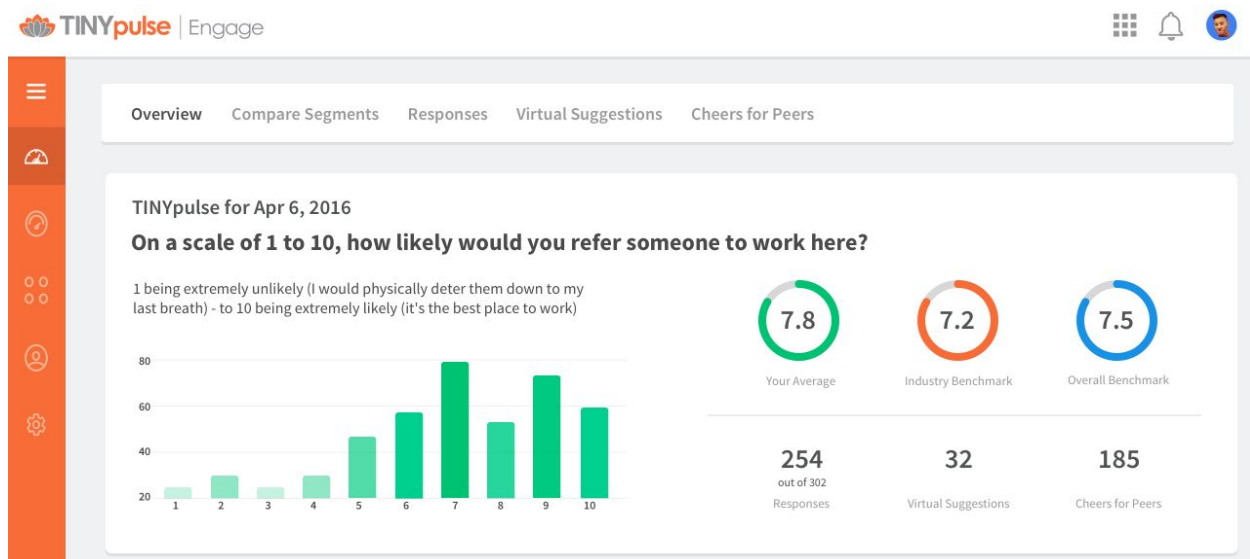 TINYpulse | Engage
Overview Compare Segments Responses Virtual Suggestions Cheers for Peers
TINYpulse for Apr 6, 2016
On a scale of 1 to 10, how likely would you refer someone to work here?
1 being extremely unlikely (I would physically deter them down to my
last breath) - to 10 being extremely likely (it's the best place to work)
80
60
40
20
1 2 3 4 5 6 7 8 9 10
7.8 7.2 7.5
Your Average Industry Benchmark Overall Benchmark
254 32 185
out of 302
Responses Virtual Suggestions Cheers for Peers